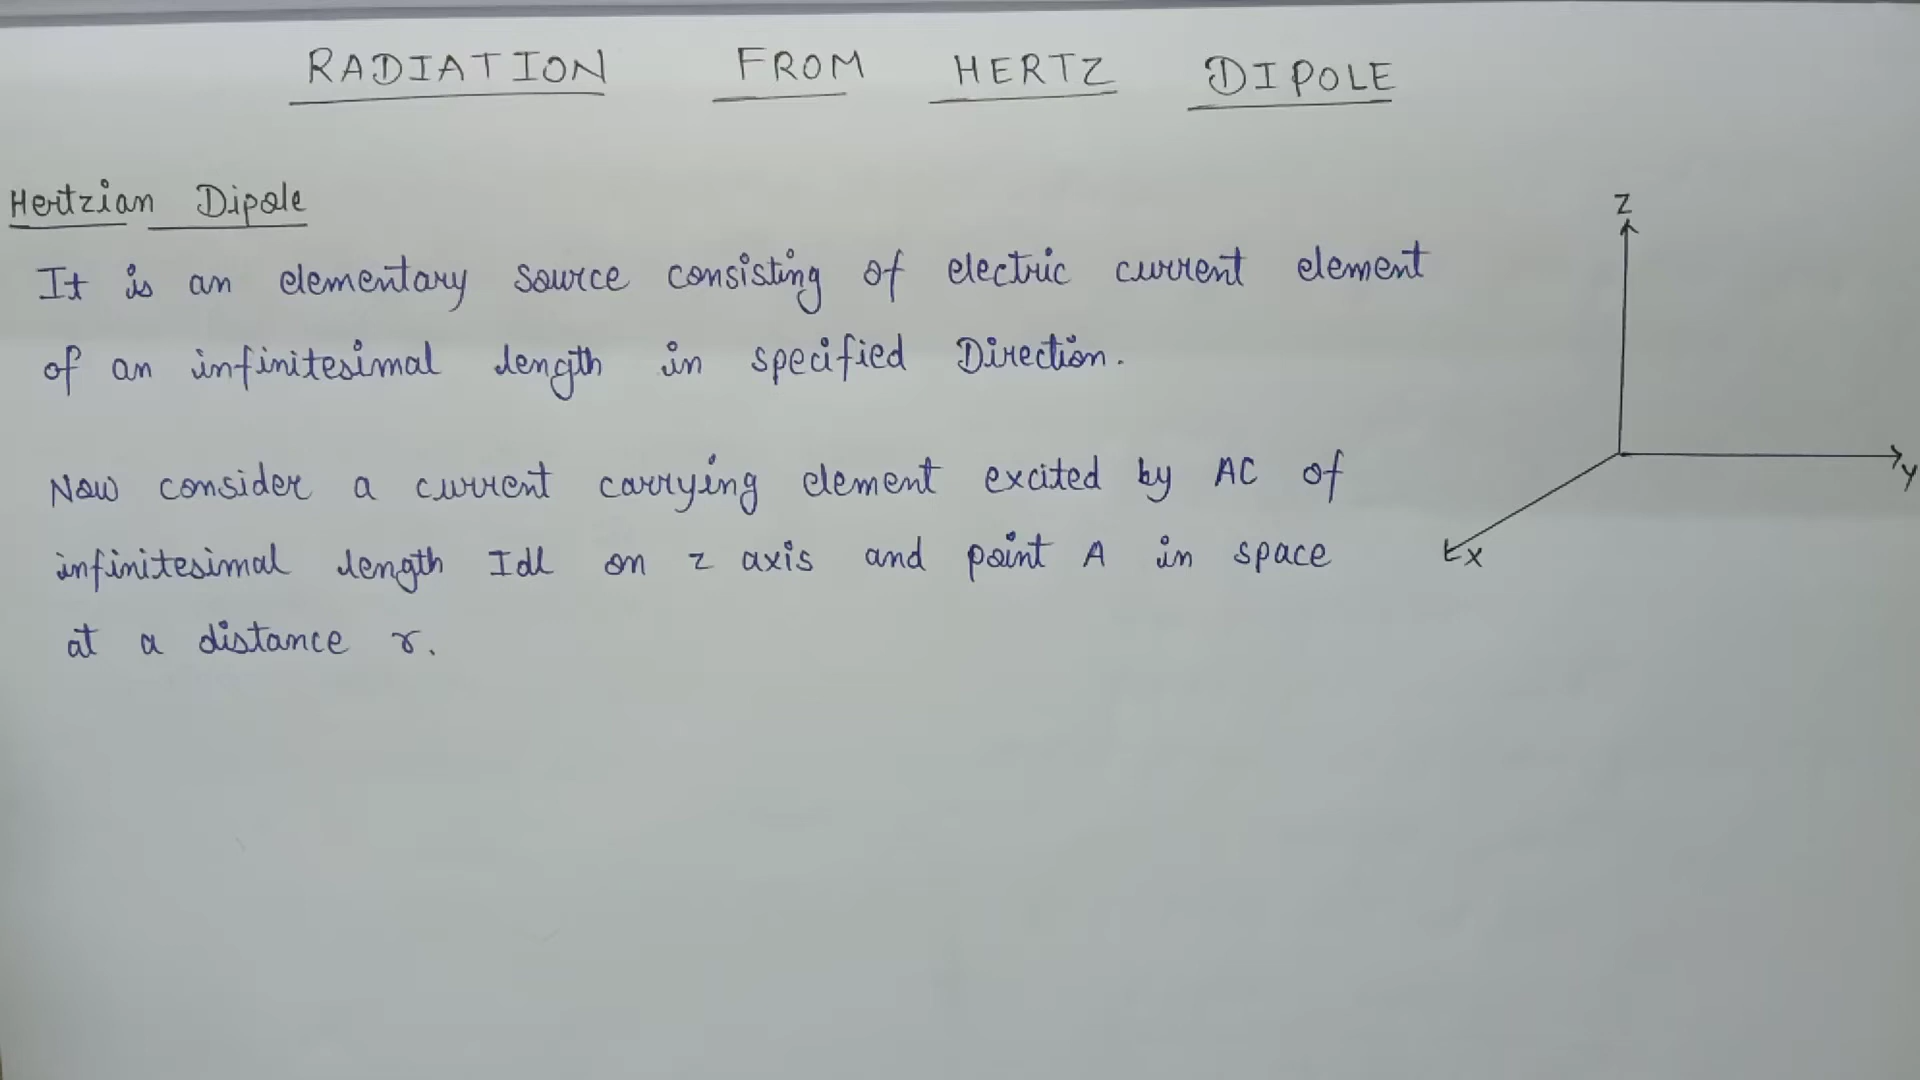 RADIATION FROM HERTZ DIPOLE
Hertzian Dipole
It is an elementary source consisting of electric current element
of an infinitesimal length in specified Direction.
Now consider a current carrying element excited by AC of
infinitesimal length Idl on z axis and point A in space
at a distance r.
z
y
x